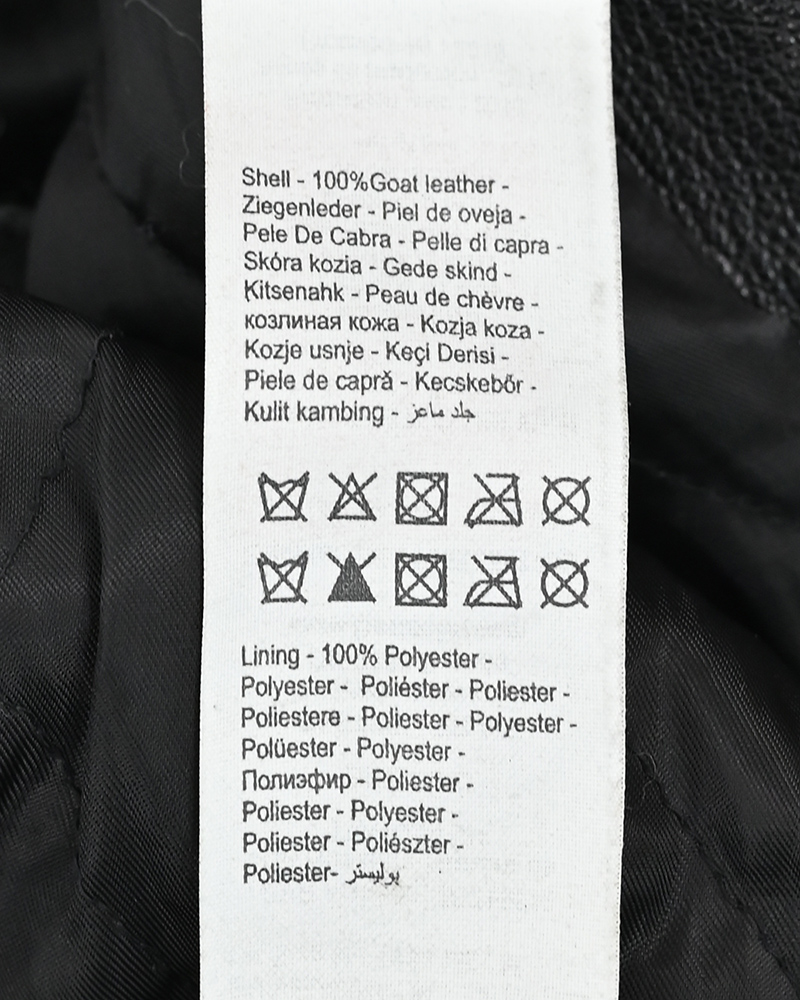 Shell - 100%Goat leather -
Ziegenleder - Piel de oveja -
Pele De Cabra - Pelle di capra -
Skóra kozia - Gede skind -
Kitsenahk - Peau de chèvre -
козлиная кожа - Kozja koza -
Kozje usnje - Keçi Derisi -
Piele de capră - Kecskebőr -
Kulit kambing - جلد ماعز
Lining - 100% Polyester -
Polyester - Poliéster - Poliester -
Poliestere - Poliester - Polyester -
Polüester - Polyester -
Полиэфир - Poliester -
Poliester - Polyester -
Poliester - Poliészter -
Poliester- بوليستر